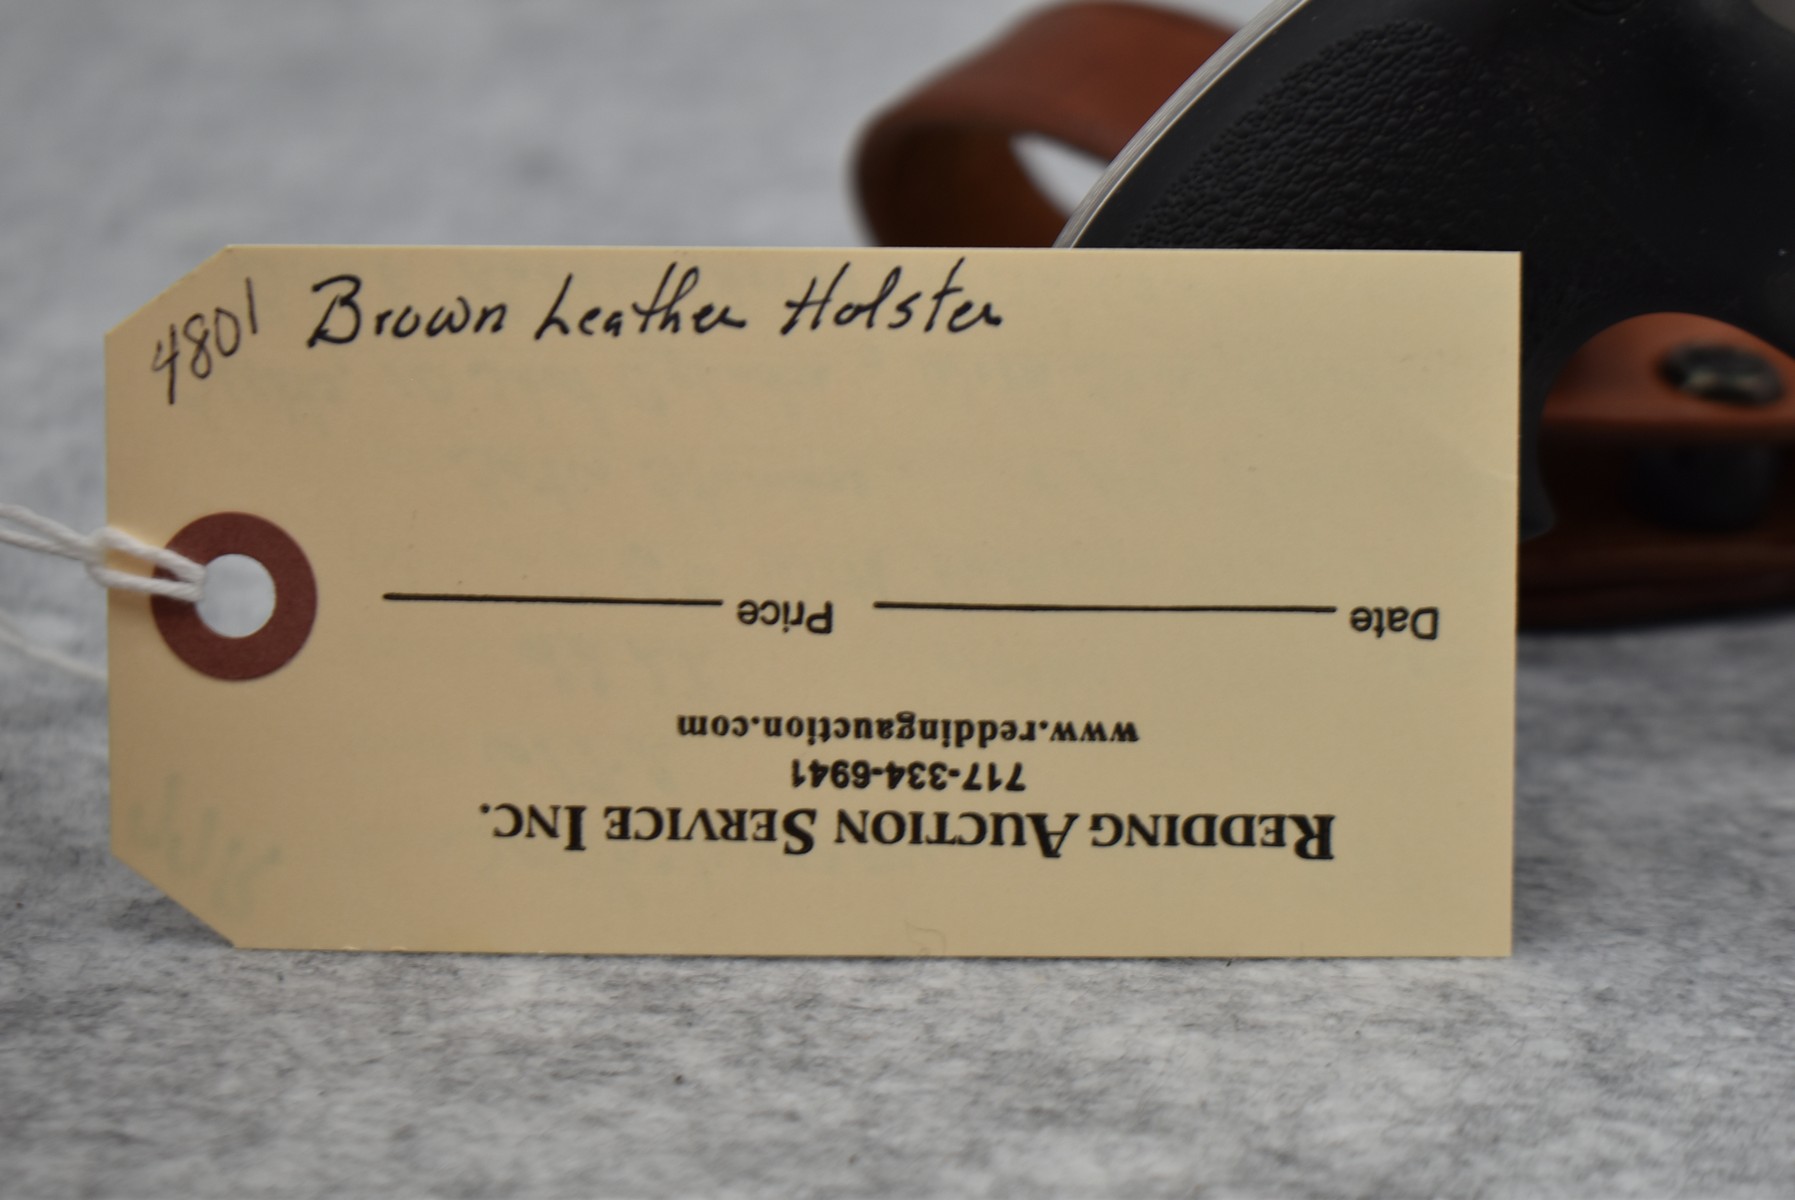 4801 Brown Leather Holster
REDDING AUCTION SERVICE INC.
717-334-6941
www.reddingauction.com
Date Price